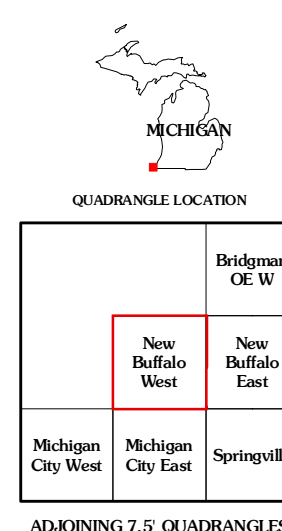 MICHIGAN
QUADRANGLE LOCATION
Bridgman
OE W
New
Buffalo
West
New
Buffalo
East
Michigan
City West
Michigan
City East
Springvill
ADJOINING 7.5' QUADRANGLES